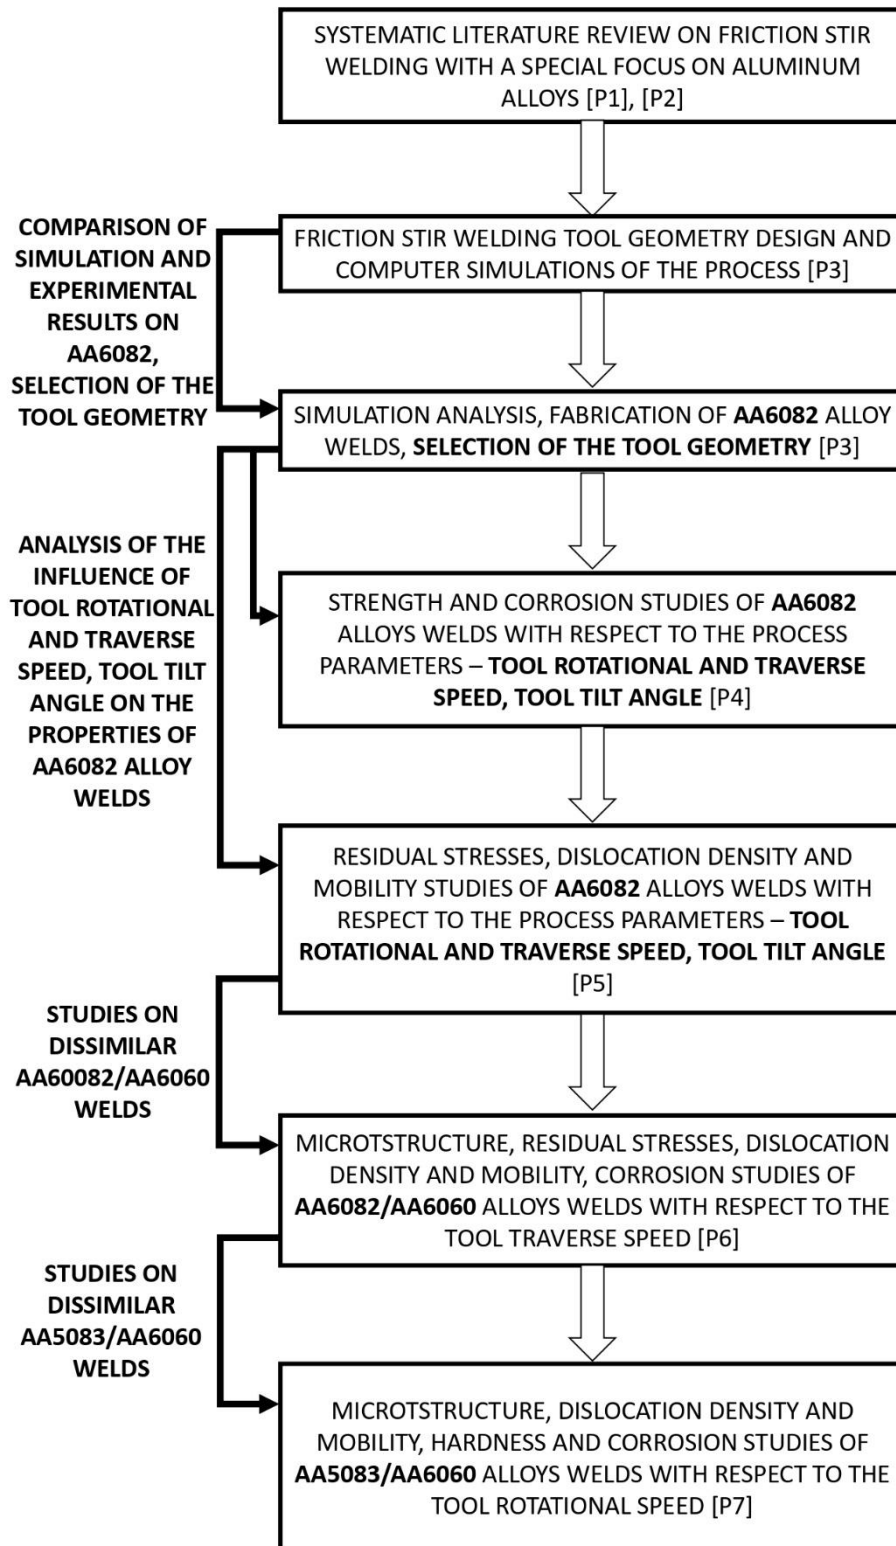 SYSTEMATIC LITERATURE REVIEW ON FRICTION STIR
WELDING WITH A SPECIAL FOCUS ON ALUMINUM
ALLOYS [P1], [P2]
COMPARISON OF
SIMULATION AND
EXPERIMENTAL
RESULTS ON
AA6082,
SELECTION OF THE
TOOL GEOMETRY
FRICTION STIR WELDING TOOL GEOMETRY DESIGN AND
COMPUTER SIMULATIONS OF THE PROCESS [P3]
SIMULATION ANALYSIS, FABRICATION OF AA6082 ALLOY
WELDS, SELECTION OF THE TOOL GEOMETRY [P3]
ANALYSIS OF THE
INFLUENCE OF
TOOL ROTATIONAL
AND TRAVERSE
SPEED, TOOL TILT
ANGLE ON THE
PROPERTIES OF
AA6082 ALLOY
WELDS
STRENGTH AND CORROSION STUDIES OF AA6082
ALLOYS WELDS WITH RESPECT TO THE PROCESS
PARAMETERS – TOOL ROTATIONAL AND TRAVERSE
SPEED, TOOL TILT ANGLE [P4]
RESIDUAL STRESSES, DISLOCATION DENSITY AND
MOBILITY STUDIES OF AA6082 ALLOYS WELDS WITH
RESPECT TO THE PROCESS PARAMETERS – TOOL
ROTATIONAL AND TRAVERSE SPEED, TOOL TILT ANGLE
[P5]
STUDIES ON
DISSIMILAR
AA60082/AA6060
WELDS
MICROTSTRUCTURE, RESIDUAL STRESSES, DISLOCATION
DENSITY AND MOBILITY, CORROSION STUDIES OF
AA6082/AA6060 ALLOYS WELDS WITH RESPECT TO THE
TOOL TRAVERSE SPEED [P6]
STUDIES ON
DISSIMILAR
AA5083/AA6060
WELDS
MICROTSTRUCTURE, DISLOCATION DENSITY AND
MOBILITY, HARDNESS AND CORROSION STUDIES OF
AA5083/AA6060 ALLOYS WELDS WITH RESPECT TO THE
TOOL ROTATIONAL SPEED [P7]